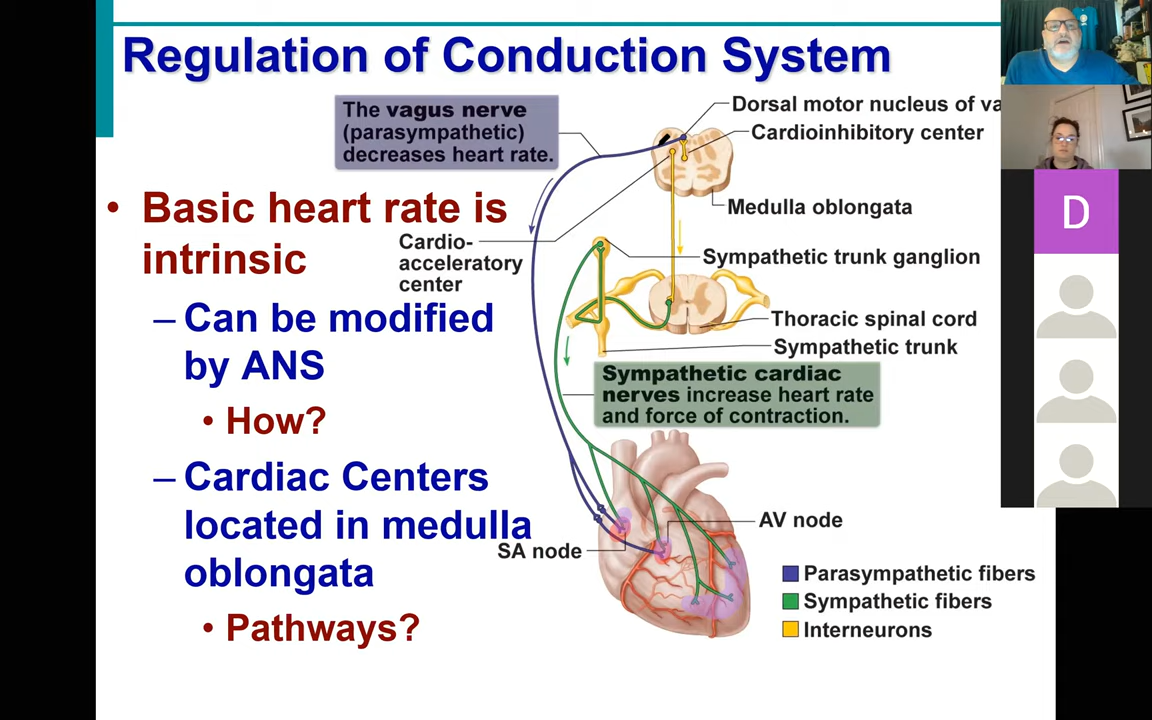 Regulation of Conduction System
The vagus nerve
(parasympathetic)
decreases heart rate.
Dorsal motor nucleus of va
Cardioinhibitory center
Medulla oblongata
• Basic heart rate is
intrinsic
– Can be modified
by ANS
• How?
– Cardiac Centers
located in medulla
oblongata
• Pathways?
Cardio-
acceleratory
center
Sympathetic trunk ganglion
Thoracic spinal cord
Sympathetic trunk
Sympathetic cardiac
nerves increase heart rate
and force of contraction.
AV node
SA node
Parasympathetic fibers
Sympathetic fibers
Interneurons
D